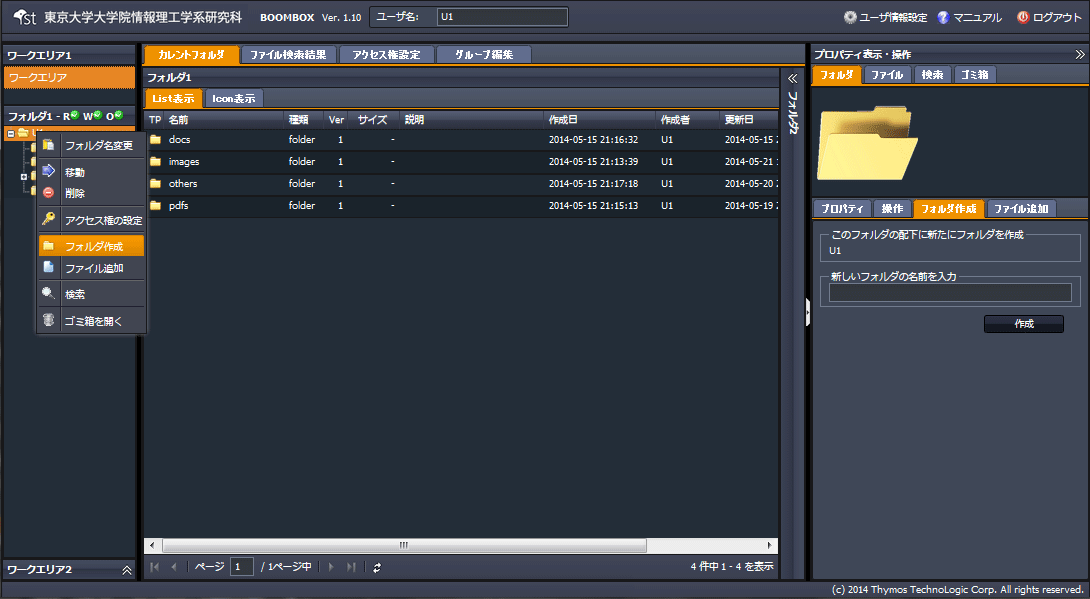 ist 東京大学大学院情報理工学系研究科 BOOMBOX Ver. 1.10 ユーザ名: U1 ユーザ情報設定 マニュアル ログアウト
ワークエリア1
ワークエリア
フォルダ1 - R W O
フォルダ名変更
移動
削除
アクセス権の設定
フォルダ作成
ファイル追加
検索
ゴミ箱を開く
ワークエリア2
カレントフォルダ ファイル検索結果 アクセス権設定 グループ編集
フォルダ1
List表示 Icon表示
TP 名前 種類 Ver サイズ 説明 作成日 作成者 更新日
docs folder 1 - 2014-05-15 21:16:32 U1 2014-05-15 2
images folder 1 - 2014-05-15 21:13:39 U1 2014-05-21 1
others folder 1 - 2014-05-15 21:17:18 U1 2014-05-20 2
pdfs folder 1 - 2014-05-15 21:15:13 U1 2014-05-19 2
ページ 1 / 1ページ中 4 件中 1 - 4 を表示
フォルダ2
プロパティ表示・操作
フォルダ ファイル 検索 ゴミ箱
プロパティ 操作 フォルダ作成 ファイル追加
このフォルダの配下に新たにフォルダを作成
U1
新しいフォルダの名前を入力
作成
(c) 2014 Thymos TechnoLogic Corp. All rights reserved.